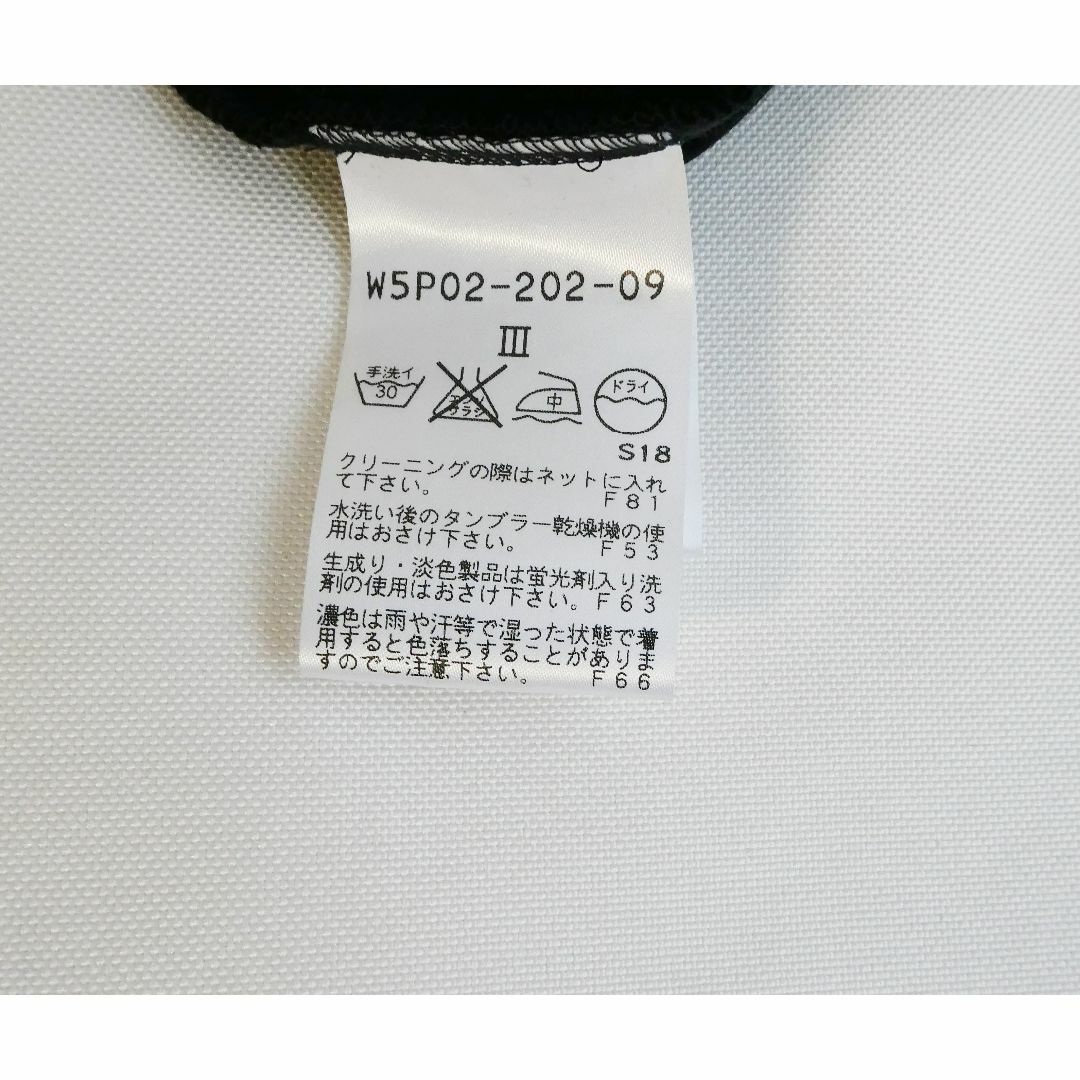 W5P02-202-09
III
手洗イ
30
エンソ
サラシ
中
ドライ
S18
クリーニングの際はネットに入れ
て下さい。 F81
水洗い後のタンブラー乾燥機の使
用はおさけ下さい。 F53
生成り・淡色製品は蛍光剤入り洗
剤の使用はおさけ下さい。F63
濃色は雨や汗等で湿った状態で着
用すると色落ちすることがありま
すのでご注意下さい。 F66